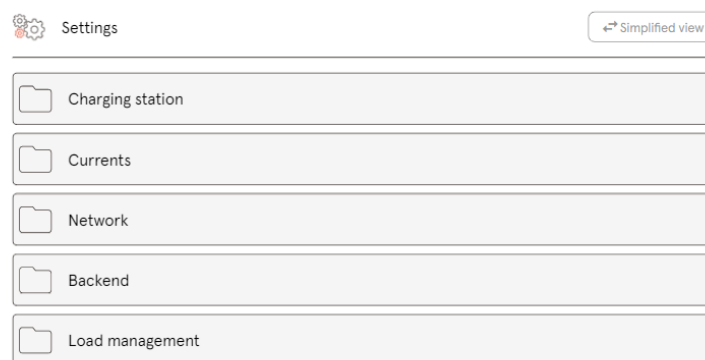 Settings
Simplified view
Charging station
Currents
Network
Backend
Load management